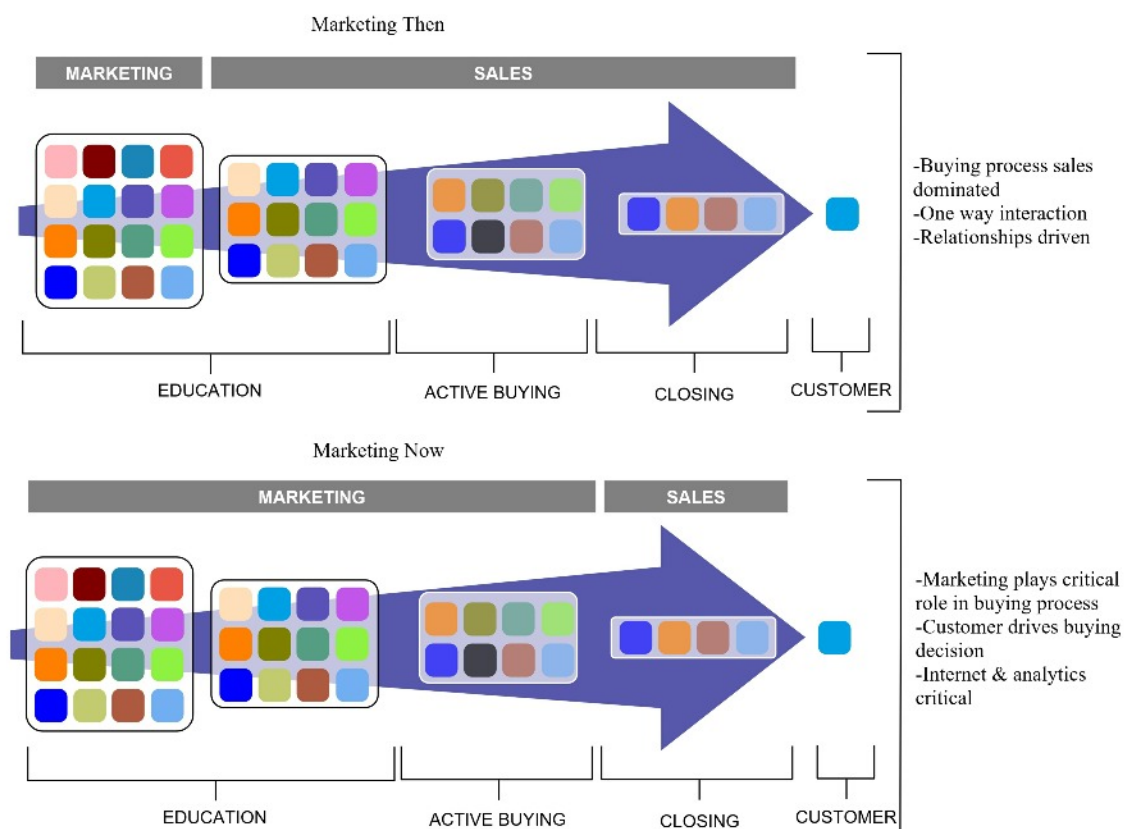 Marketing Then
MARKETING
SALES
-Buying process sales
dominated
-One way interaction
-Relationships driven
EDUCATION
ACTIVE BUYING
CLOSING
CUSTOMER
Marketing Now
MARKETING
SALES
-Marketing plays critical
role in buying process
-Customer drives buying
decision
-Internet & analytics
critical
EDUCATION
ACTIVE BUYING
CLOSING
CUSTOMER